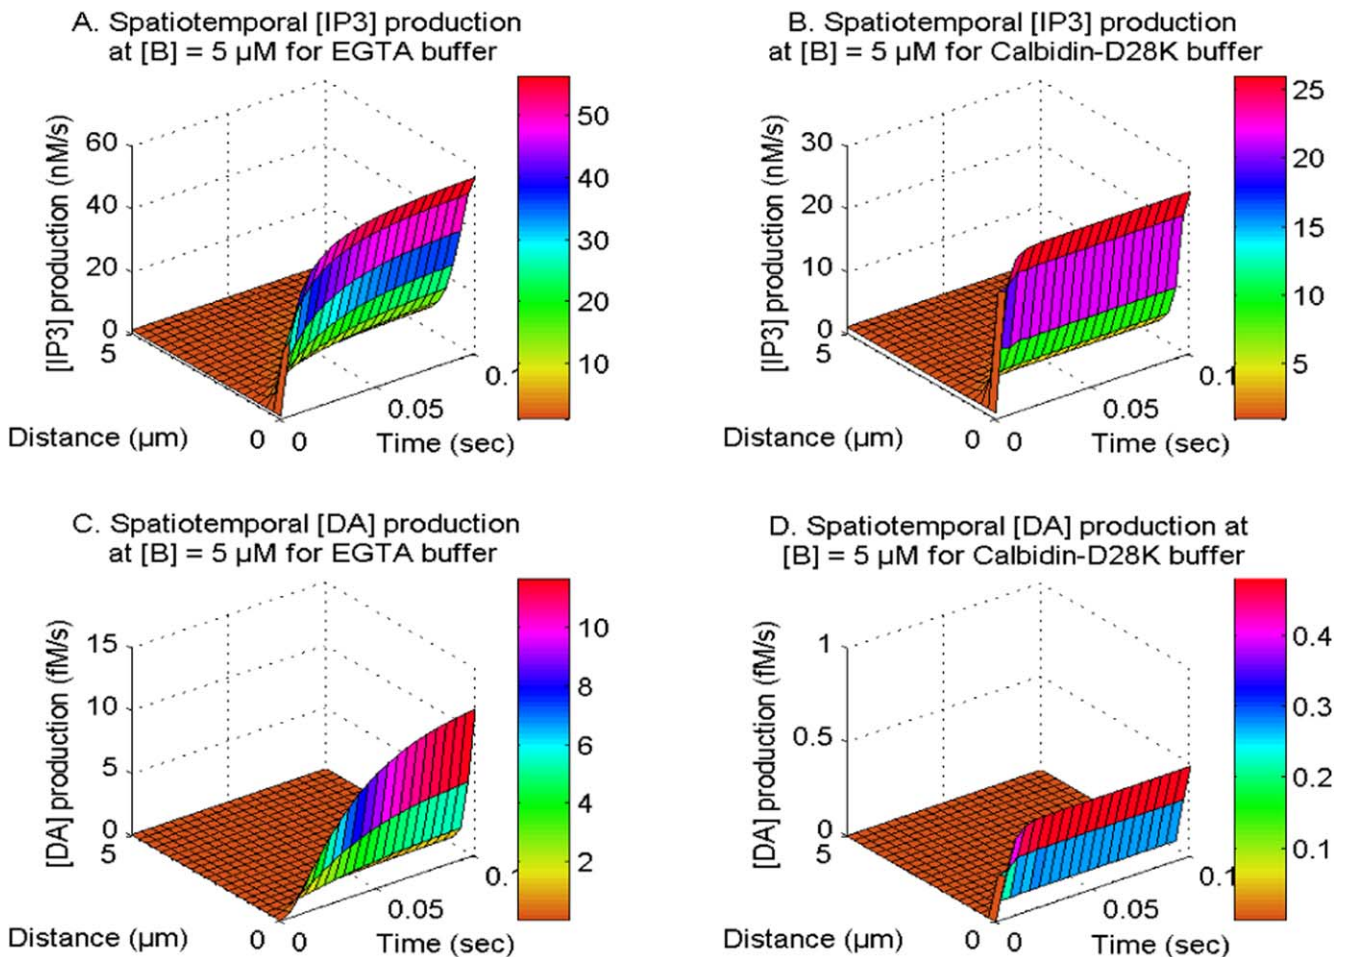 A. Spatiotemporal [IP3] production
at [B] = 5 µM for EGTA buffer
[IP3] production (nM/s)
60
40
20
0
5
Distance (µm)
0
0
0.05
0.
Time (sec)
50
40
30
20
10
B. Spatiotemporal [IP3] production
at [B] = 5 µM for Calbidin-D28K buffer
[IP3] production (nM/s)
30
20
10
0
5
Distance (µm)
0
0
0.05
0.1
Time (sec)
25
20
15
10
5
C. Spatiotemporal [DA] production
at [B] = 5 µM for EGTA buffer
[DA] production (fM/s)
15
10
5
0
5
Distance (µm)
0
0
0.05
0.
Time (sec)
10
8
6
4
2
D. Spatiotemporal [DA] production at
[B] = 5 µM for Calbidin-D28K buffer
[DA] production (fM/s)
1
0.5
0
5
Distance (µm)
0
0
0.05
0.1
Time (sec)
0.4
0.3
0.2
0.1